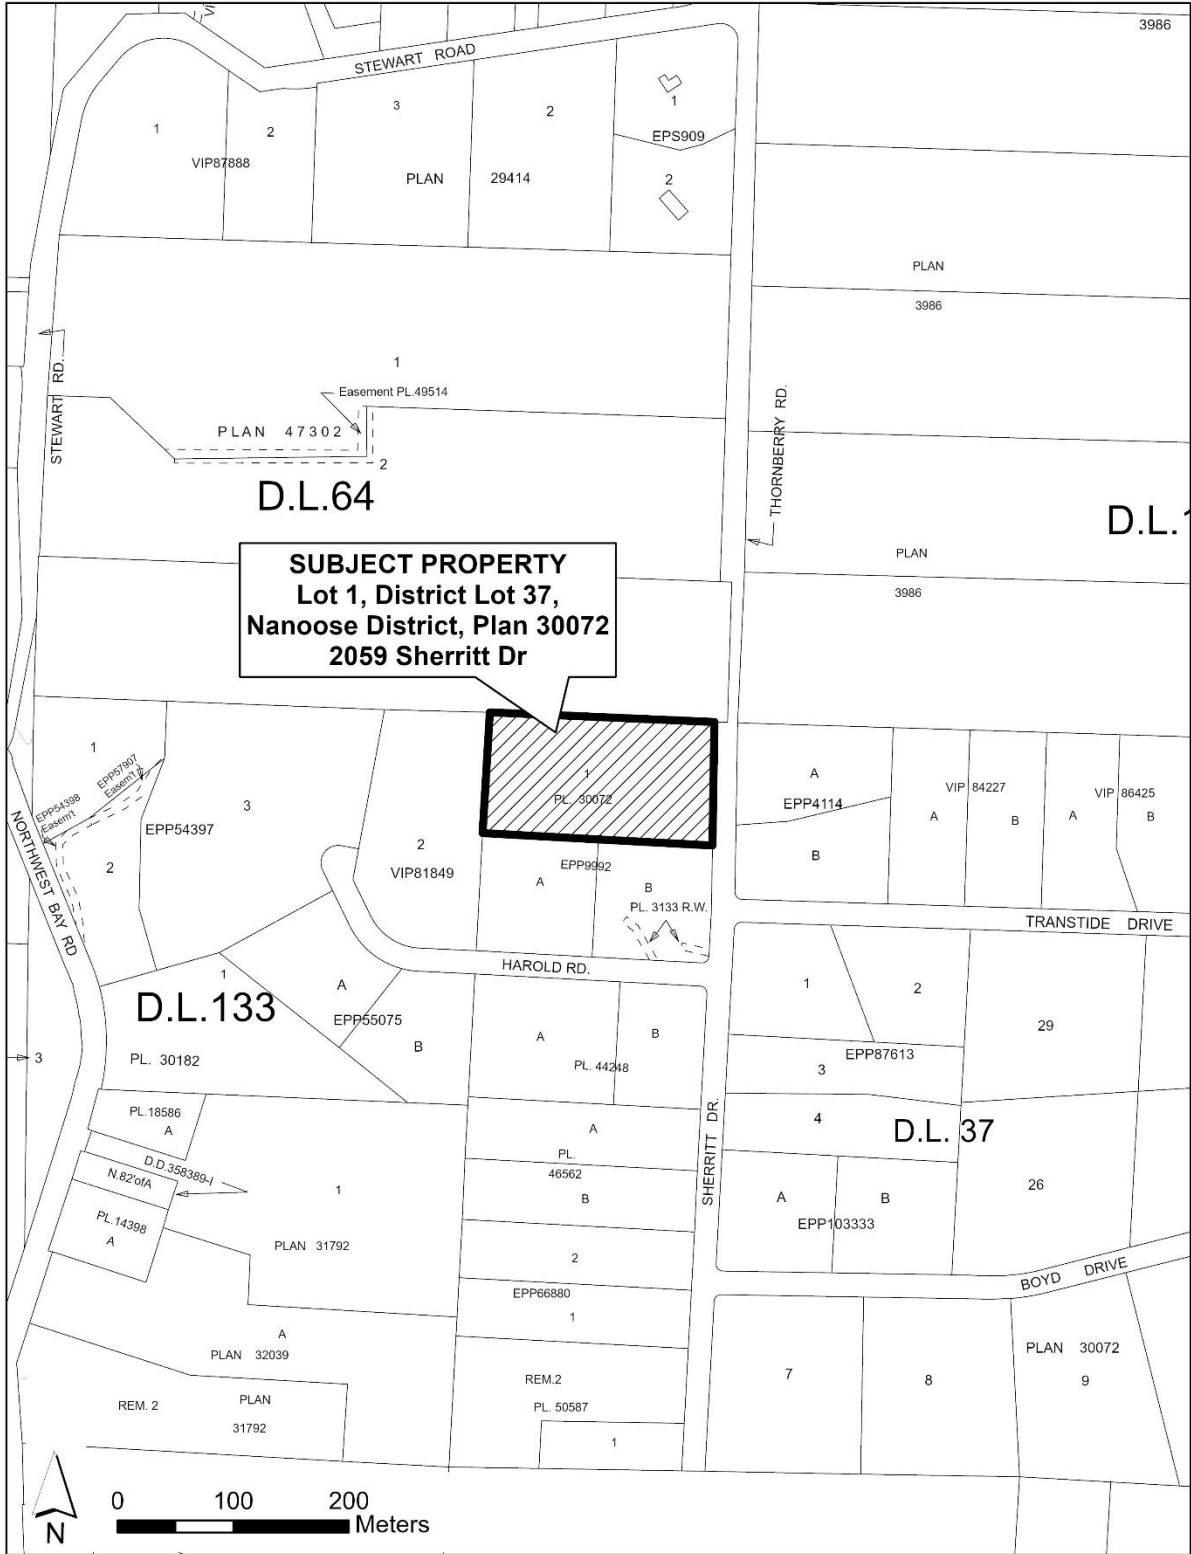 VI
3986
STEWART ROAD
1
2
VIP87888
3
2
PLAN 29414
1
EPS909
2
PLAN
3986
STEWART RD.
1
Easement PL.49514
PLAN 47302
2
D.L.64
THORNBERRY RD.
D.L.1
PLAN
3986
SUBJECT PROPERTY
Lot 1, District Lot 37,
Nanoose District, Plan 30072
2059 Sherritt Dr
1
EPP54398
Easem't
EPP57907
Easem't
2
3
EPP54397
NORTHWEST BAY RD
2
VIP81849
1
PL. 30072
EPP9992
A
B
PL. 3133 R.W.
A
EPP4114
B
VIP 84227
A
B
VIP 86425
A
B
TRANSTIDE DRIVE
HAROLD RD.
1
D.L.133
PL. 30182
3
A
EPP55075
B
A
B
PL. 44248
1
2
29
EPP87613
3
4
D.L. 37
SHERRITT DR.
PL.18586
A
D.D.358389-I
N.82'ofA
PL.14398
A
1
PLAN 31792
A
PL.
46562
B
2
EPP66880
1
A
B
EPP103333
26
BOYD DRIVE
A
PLAN 32039
REM. 2
PLAN
31792
REM.2
PL. 50587
1
7
8
PLAN 30072
9
N
0 100 200
Meters